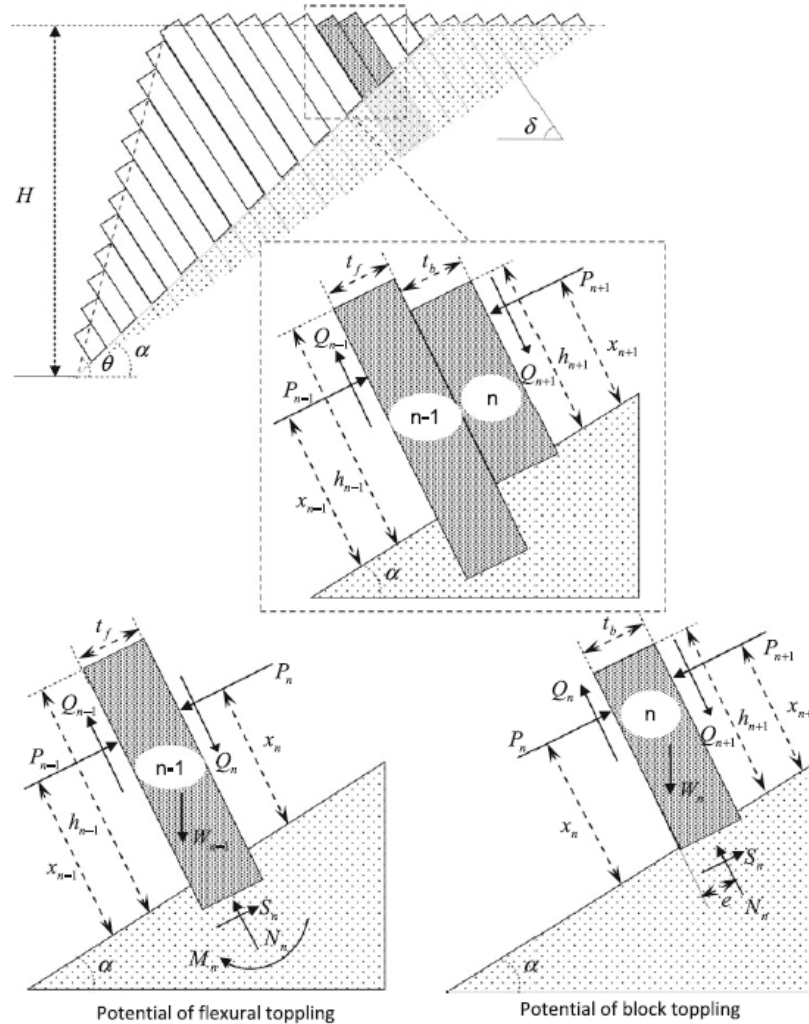 H
θ
α
δ
t_f
t_b
P_{n+1}
Q_{n-1}
Q_{n+1}
h_{n+1}
x_{n+1}
P_{n-1}
n-1
n
h_{n-1}
x_{n-1}
α
t_f
P_n
Q_{n-1}
Q_n
x_n
P_{n-1}
n-1
W_{n-1}
h_{n-1}
x_{n-1}
S_n
N_n
M_n
α
Potential of flexural toppling
t_b
P_{n+1}
Q_n
n
Q_{n+1}
h_{n+1}
P_n
W_n
x_n
S_n
e
N_n
α
Potential of block toppling